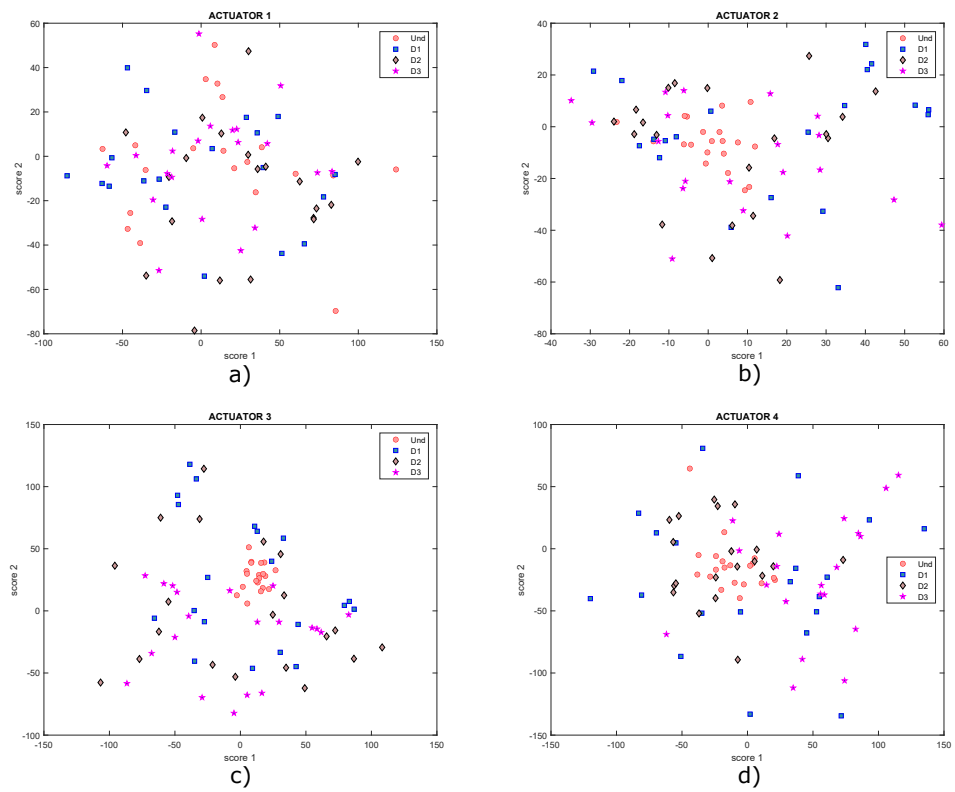 ACTUATOR 1
60
40
20
0
-20
-40
-60
-80
score 2
-100
-50
0
50
100
150
score 1
Und
D1
D2
D3
a)
ACTUATOR 2
40
20
0
-20
-40
-60
-80
score 2
-40
-30
-20
-10
0
10
20
30
40
50
60
score 1
Und
D1
D2
D3
b)
ACTUATOR 3
150
100
50
0
-50
-100
score 2
-150
-100
-50
0
50
100
150
score 1
Und
D1
D2
D3
c)
ACTUATOR 4
100
50
0
-50
-100
-150
score 2
-150
-100
-50
0
50
100
150
score 1
Und
D1
D2
D3
d)